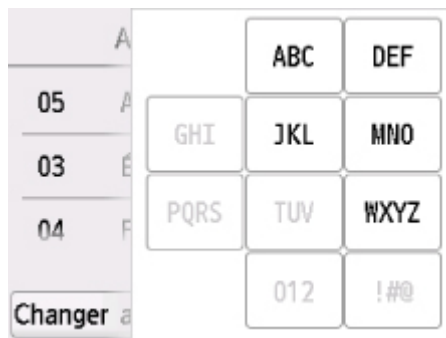 A
05 A
03 É
04 F
Changer a
ABC DEF
GHI JKL MNO
PQRS TUV WXYZ
012 !#@